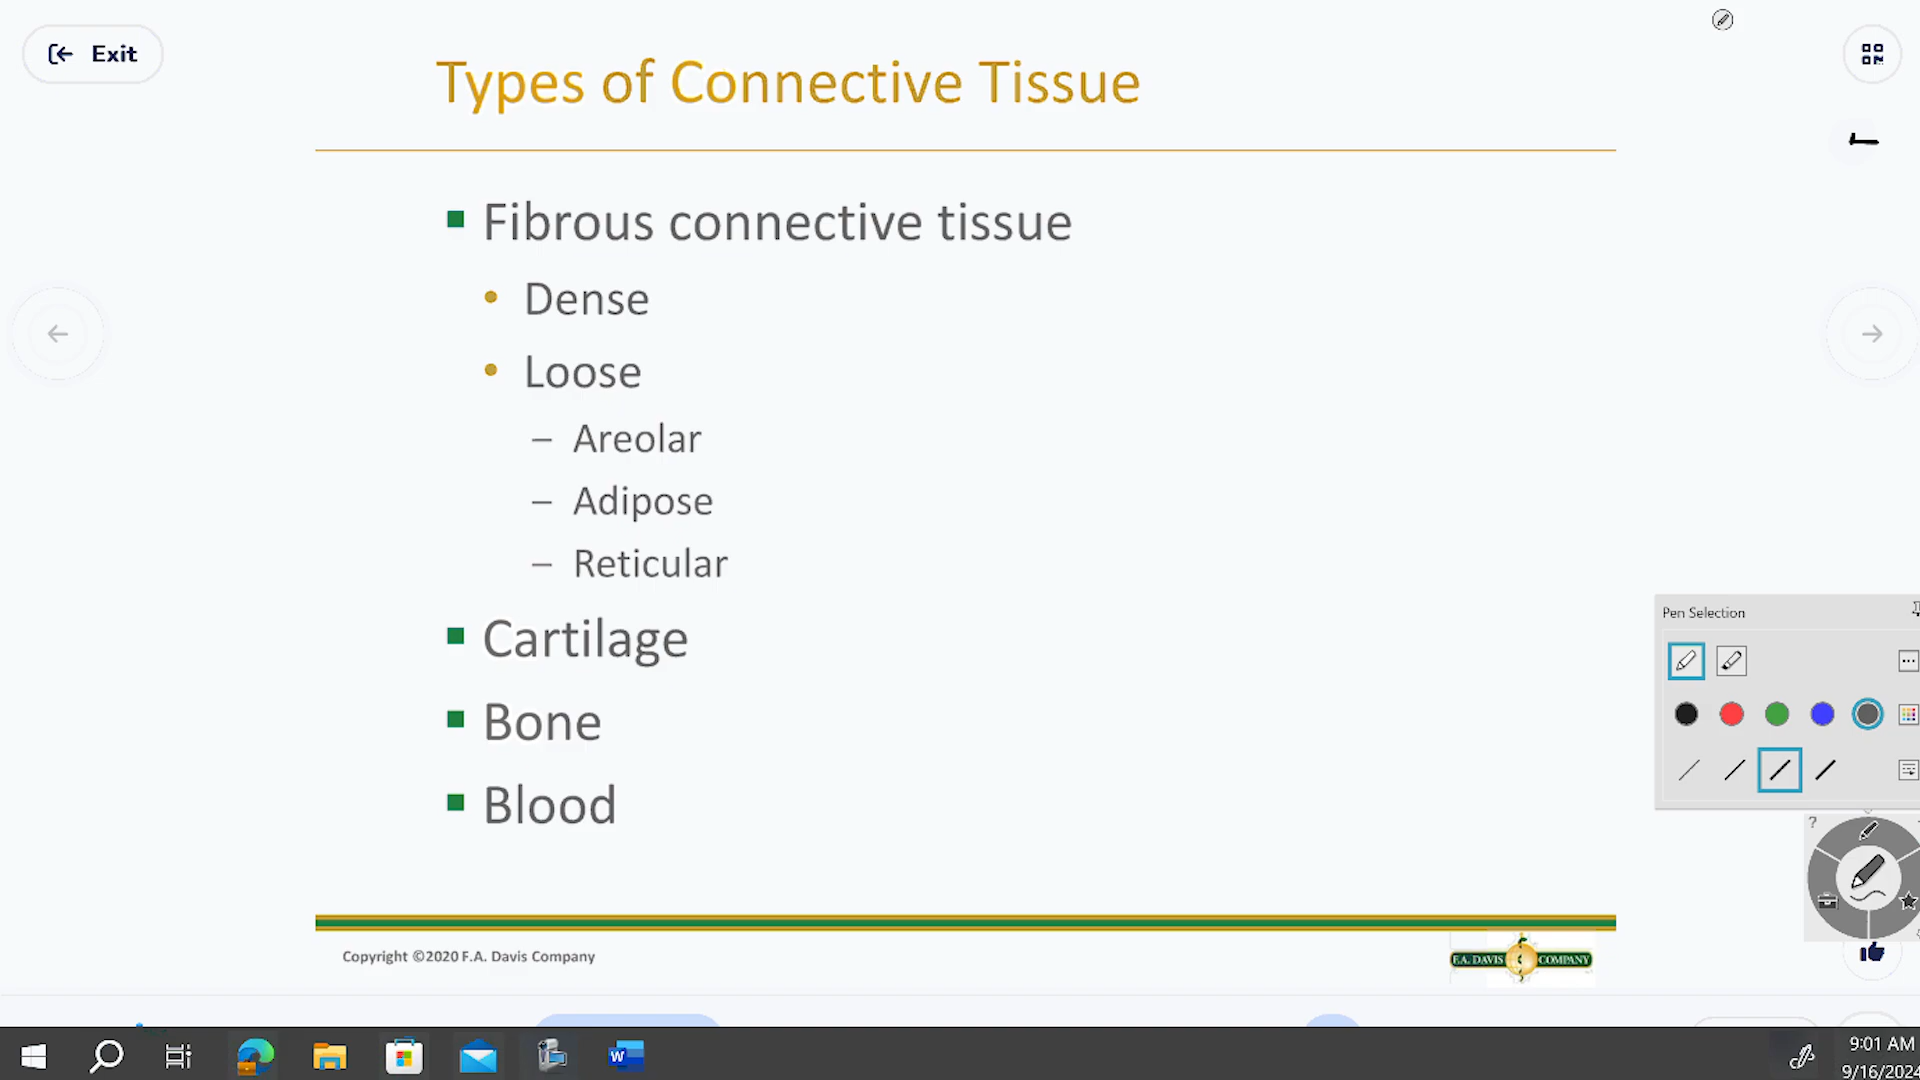 Exit
Types of Connective Tissue
Fibrous connective tissue
Dense
Loose
Areolar
Adipose
Reticular
Cartilage
Bone
Blood
Pen Selection
?
Copyright ©2020 F.A. Davis Company
F.A. DAVIS COMPANY
W
9:01 AM
9/16/2024